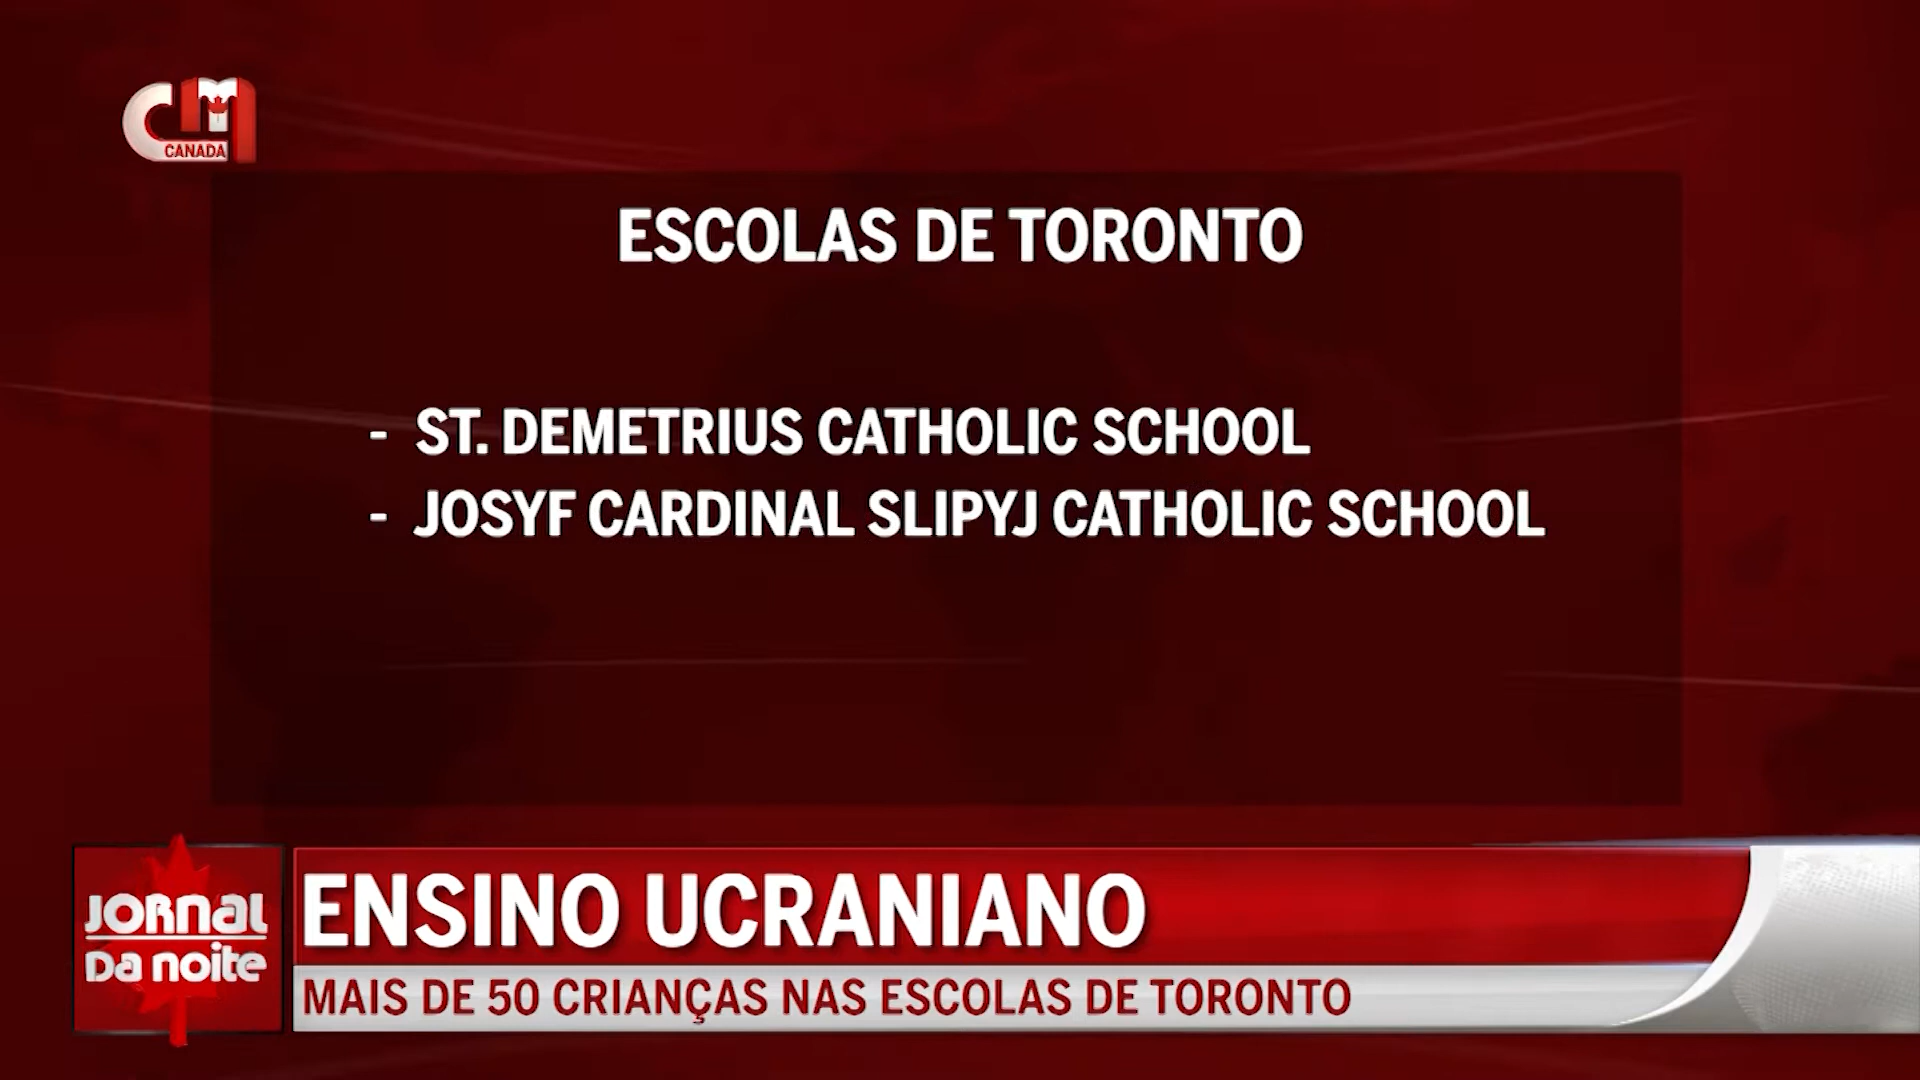 CM
CANADA
ESCOLAS DE TORONTO
- ST. DEMETRIUS CATHOLIC SCHOOL
- JOSYF CARDINAL SLIPYJ CATHOLIC SCHOOL
JORNAL
DA NOITE
ENSINO UCRANIANO
MAIS DE 50 CRIANÇAS NAS ESCOLAS DE TORONTO